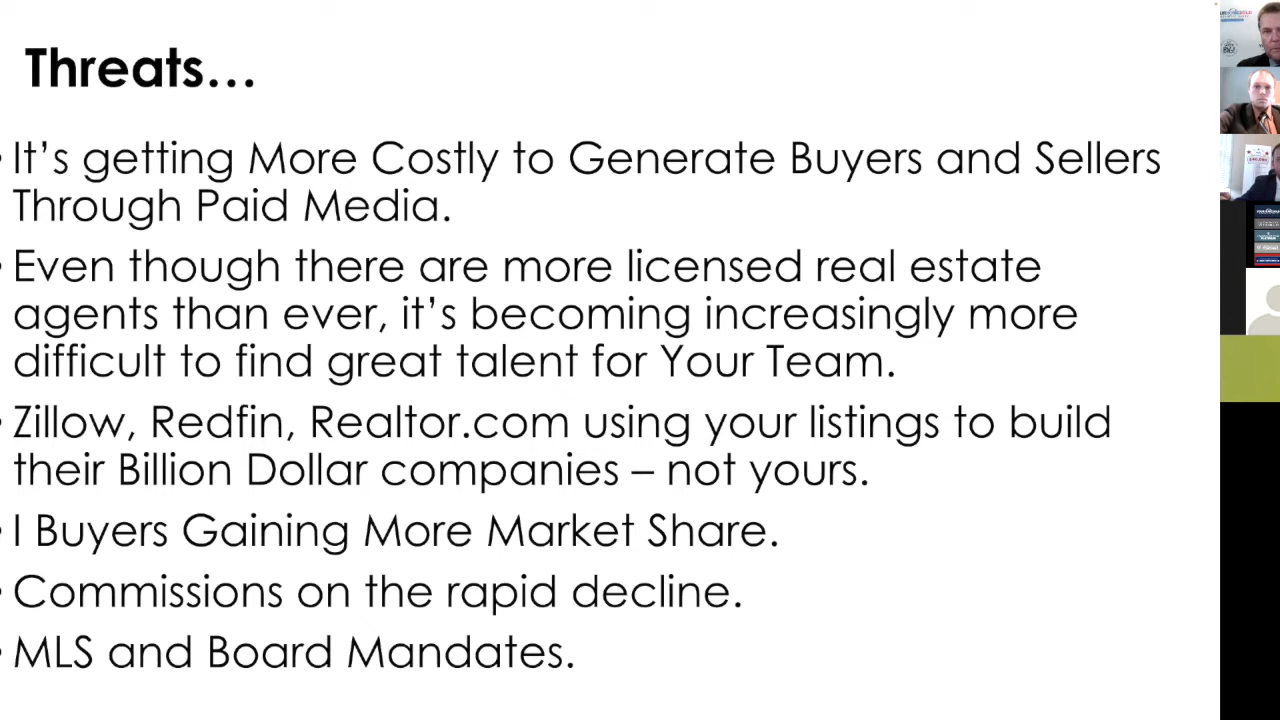 Threats…
• It’s getting More Costly to Generate Buyers and Sellers
Through Paid Media.
• Even though there are more licensed real estate
agents than ever, it’s becoming increasingly more
difficult to find great talent for Your Team.
• Zillow, Redfin, Realtor.com using your listings to build
their Billion Dollar companies – not yours.
• I Buyers Gaining More Market Share.
• Commissions on the rapid decline.
• MLS and Board Mandates.